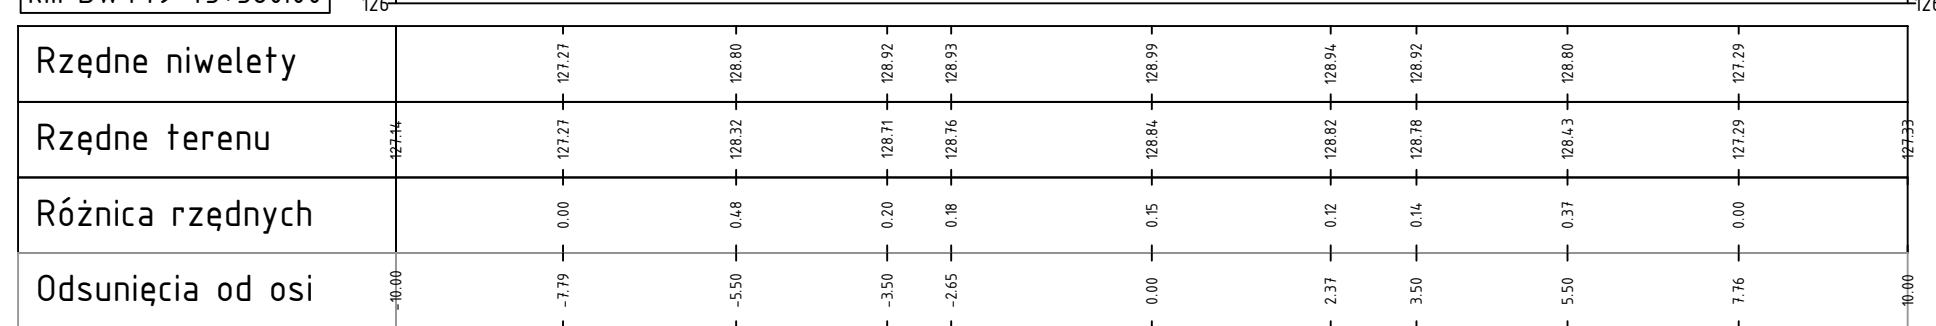 126 126
Rzędne niwelety 127.27 128.80 128.92 128.93 128.99 128.94 128.92 128.80 127.29
Rzędne terenu 127.14 127.27 128.32 128.71 128.76 128.84 128.82 128.78 128.43 127.29 127.33
Różnica rzędnych 0.00 0.48 0.20 0.18 0.15 0.12 0.14 0.37 0.00
Odsunięcia od osi -10.00 -7.79 -5.50 -3.50 -2.65 0.00 2.37 3.50 5.50 7.76 10.00